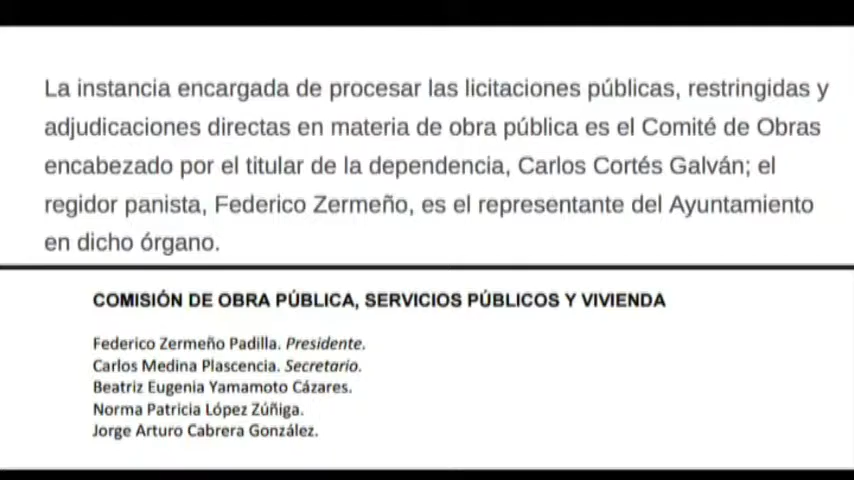 La instancia encargada de procesar las licitaciones públicas, restringidas y
adjudicaciones directas en materia de obra pública es el Comité de Obras
encabezado por el titular de la dependencia, Carlos Cortés Galván; el
regidor panista, Federico Zermeño, es el representante del Ayuntamiento
en dicho órgano.
COMISIÓN DE OBRA PÚBLICA, SERVICIOS PÚBLICOS Y VIVIENDA
Federico Zermeño Padilla. Presidente.
Carlos Medina Plascencia. Secretario.
Beatriz Eugenia Yamamoto Cázares.
Norma Patricia López Zúñiga.
Jorge Arturo Cabrera González.